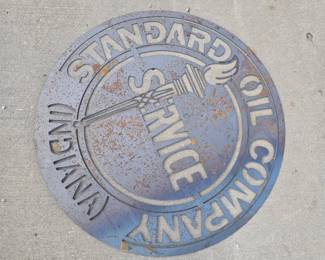 STANDARD OIL COMPANY
(INDIANA)
SERVICE